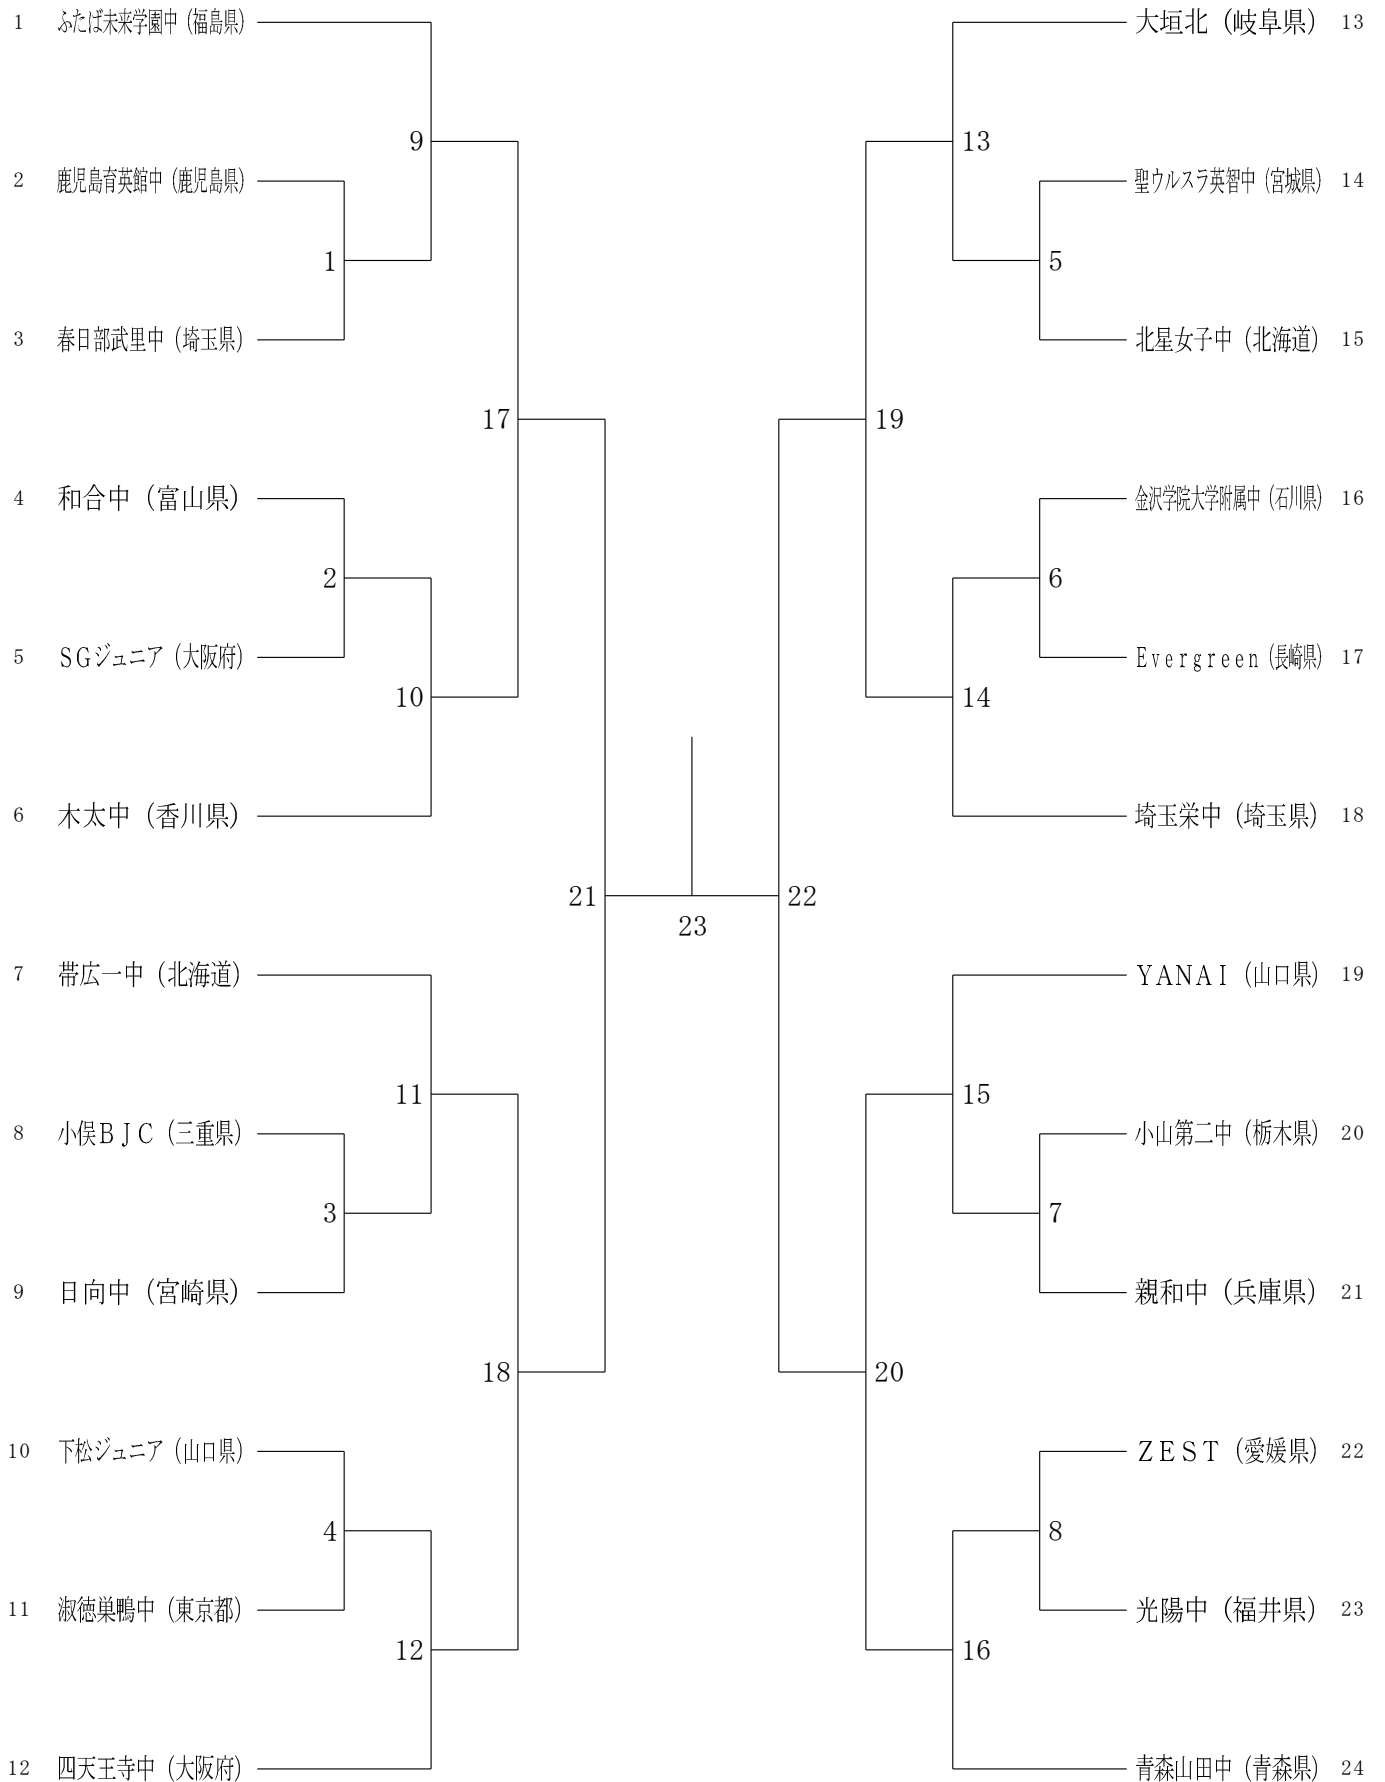 1 ふたば未来学園中（福島県）
9
2 鹿児島育英館中（鹿児島県）
1
3 春日部武里中（埼玉県）
17
4 和合中（富山県）
2
5 ＳＧジュニア（大阪府）
10
6 木太中（香川県）
21
7 帯広一中（北海道）
11
8 小俣ＢＪＣ（三重県）
3
9 日向中（宮崎県）
18
10 下松ジュニア（山口県）
4
11 淑徳巣鴨中（東京都）
12
12 四天王寺中（大阪府）
23
大垣北（岐阜県） 13
13
聖ウルスラ英智中（宮城県） 14
5
北星女子中（北海道） 15
19
金沢学院大学附属中（石川県） 16
6
Ｅｖｅｒｇｒｅｅｎ（長崎県） 17
14
埼玉栄中（埼玉県） 18
22
ＹＡＮＡＩ（山口県） 19
15
小山第二中（栃木県） 20
7
親和中（兵庫県） 21
20
ＺＥＳＴ（愛媛県） 22
8
光陽中（福井県） 23
16
青森山田中（青森県） 24